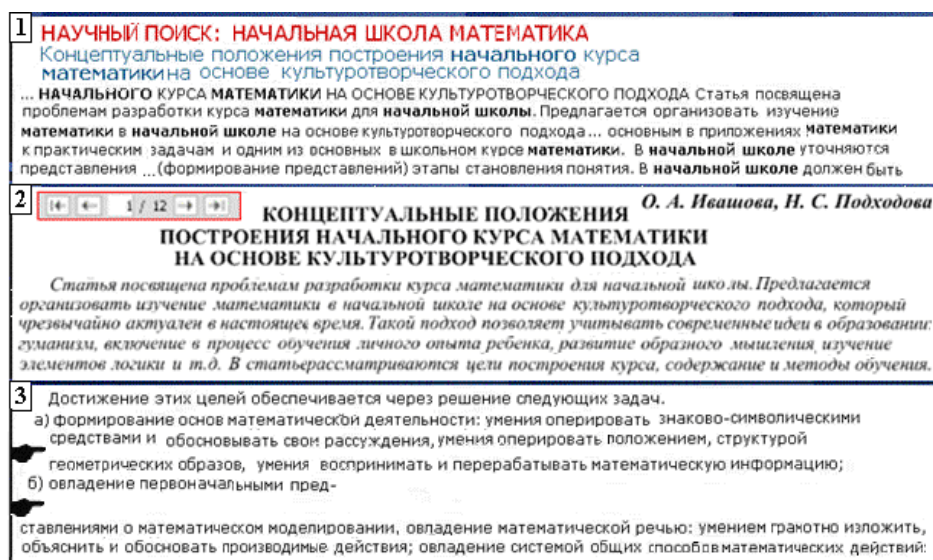 1
НАУЧНЫЙ ПОИСК: НАЧАЛЬНАЯ ШКОЛА МАТЕМАТИКА
Концептуальные положения построения начального курса
математики на основе культуротворческого подхода
... НАЧАЛЬНОГО КУРСА МАТЕМАТИКИ НА ОСНОВЕ КУЛЬТУРОТВОРЧЕСКОГО ПОДХОДА Статья посвящена
проблемам разработки курса математики для начальной школы. Предлагается организовать изучение
математики в начальной школе на основе культуротворческого подхода ... основным в приложениях математики
к практическим задачам и одним из основных в школьном курсе математики. В начальной школе уточняются
представления ...(формирование представлений) этапы становления понятия. В начальной школе должен быть
2
1 / 12
О. А. Ивашова, Н. С. Подходова
КОНЦЕПТУАЛЬНЫЕ ПОЛОЖЕНИЯ
ПОСТРОЕНИЯ НАЧАЛЬНОГО КУРСА МАТЕМАТИКИ
НА ОСНОВЕ КУЛЬТУРОТВОРЧЕСКОГО ПОДХОДА
Статья посвящена проблемам разработки курса математики для начальной школы. Предлагается
организовать изучение математики в начальной школе на основе культуротворческого подхода, который
чрезвычайно актуален в настоящее время. Такой подход позволяет учитывать современные идеи в образовании:
гуманизм, включение в процесс обучения личного опыта ребенка, развитие образного мышления, изучение
элементов логики и т.д. В статьерассматриваются цели построения курса, содержание и методы обучения.
3
Достижение этих целей обеспечивается через решение следующих задач.
а) формирование основ математической деятельности: умения оперировать знаково-символическими
средствами и обосновывать свои рассуждения, умения оперировать положением, структурой
геометрических образов, умения воспринимать и перерабатывать математическую информацию;
б) овладение первоначальными пред-
ставлениями о математическом моделировании, овладение математической речью: умением грамотно изложить,
объяснить и обосновать производимые действия; овладение системой общих способов математических действий: